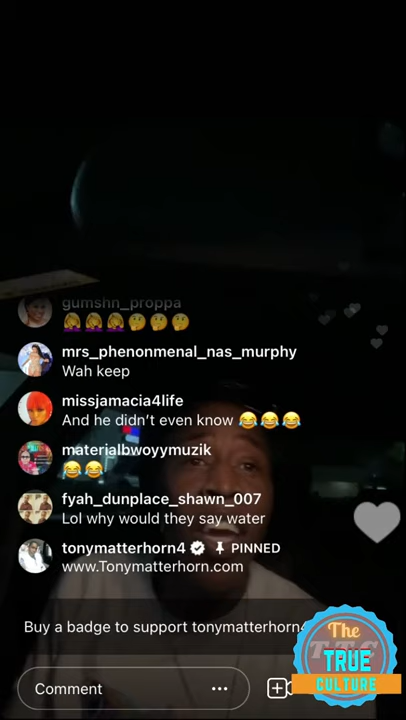 gumshn_proppa
🤦‍♀️🤦‍♀️🤦‍♀️🤔🤔🤔
mrs_phenonmenal_nas_murphy
Wah keep
missjamacia4life
And he didn't even know 😂😂😂
materialbwoyymuzik
😂😂
fyah_dunplace_shawn_007
Lol why would they say water
tonymatterhorn4 PINNED
www.Tonymatterhorn.com
Buy a badge to support tonymatterhorn4
Comment
The
TRUE
CULTURE